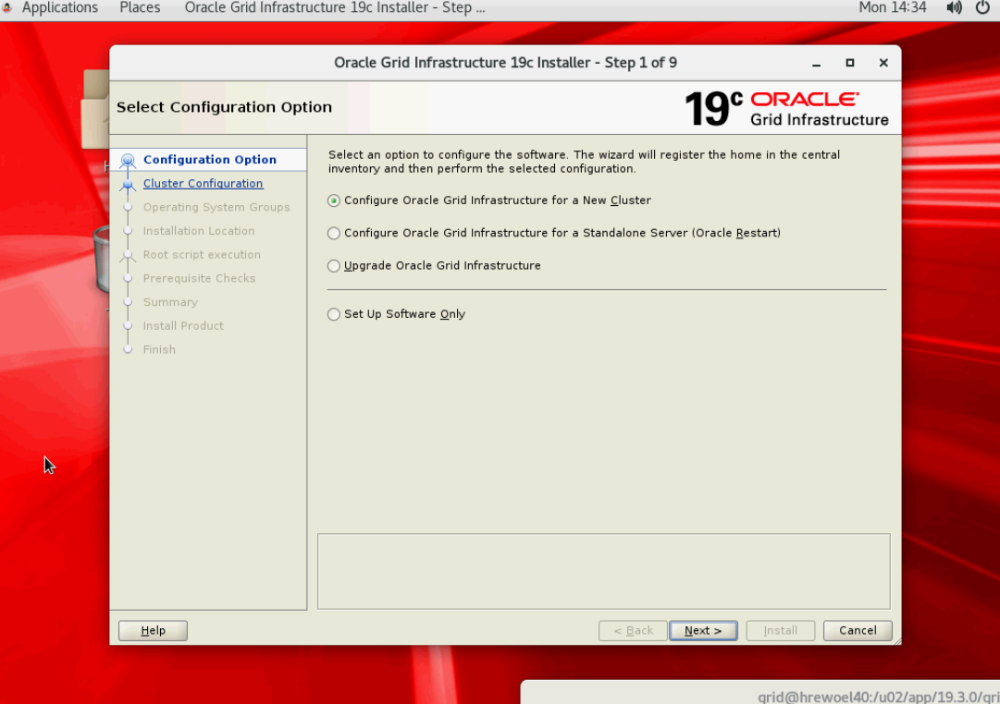 Applications Places Oracle Grid Infrastructure 19c Installer - Step ... Mon 14:34
Oracle Grid Infrastructure 19c Installer - Step 1 of 9
Select Configuration Option
19c ORACLE
Grid Infrastructure
Configuration Option
Cluster Configuration
Operating System Groups
Installation Location
Root script execution
Prerequisite Checks
Summary
Install Product
Finish
Select an option to configure the software. The wizard will register the home in the central
inventory and then perform the selected configuration.
Configure Oracle Grid Infrastructure for a New Cluster
Configure Oracle Grid Infrastructure for a Standalone Server (Oracle Restart)
Upgrade Oracle Grid Infrastructure
Set Up Software Only
Help < Back Next > Install Cancel
grid@hrewoel40:/u02/app/19.3.0/gri